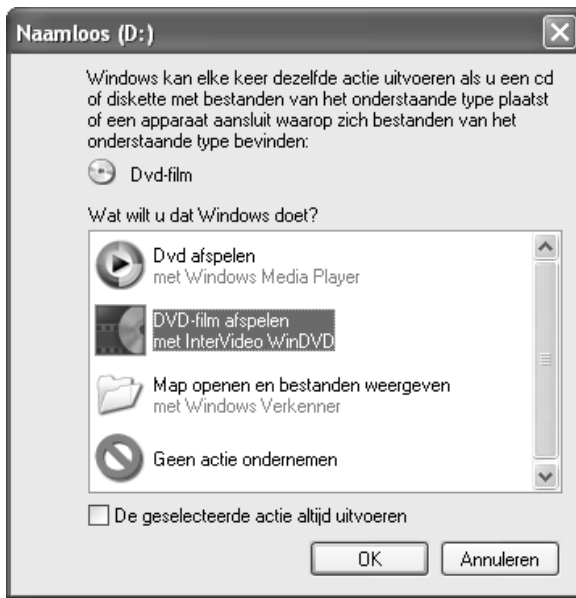 Naamloos (D:)
Windows kan elke keer dezelfde actie uitvoeren als u een cd
of diskette met bestanden van het onderstaande type plaatst
of een apparaat aansluit waarop zich bestanden van het
onderstaande type bevinden:
Dvd-film
Wat wilt u dat Windows doet?
Dvd afspelen
met Windows Media Player
DVD-film afspelen
met InterVideo WinDVD
Map openen en bestanden weergeven
met Windows Verkenner
Geen actie ondernemen
De geselecteerde actie altijd uitvoeren
OK
Annuleren